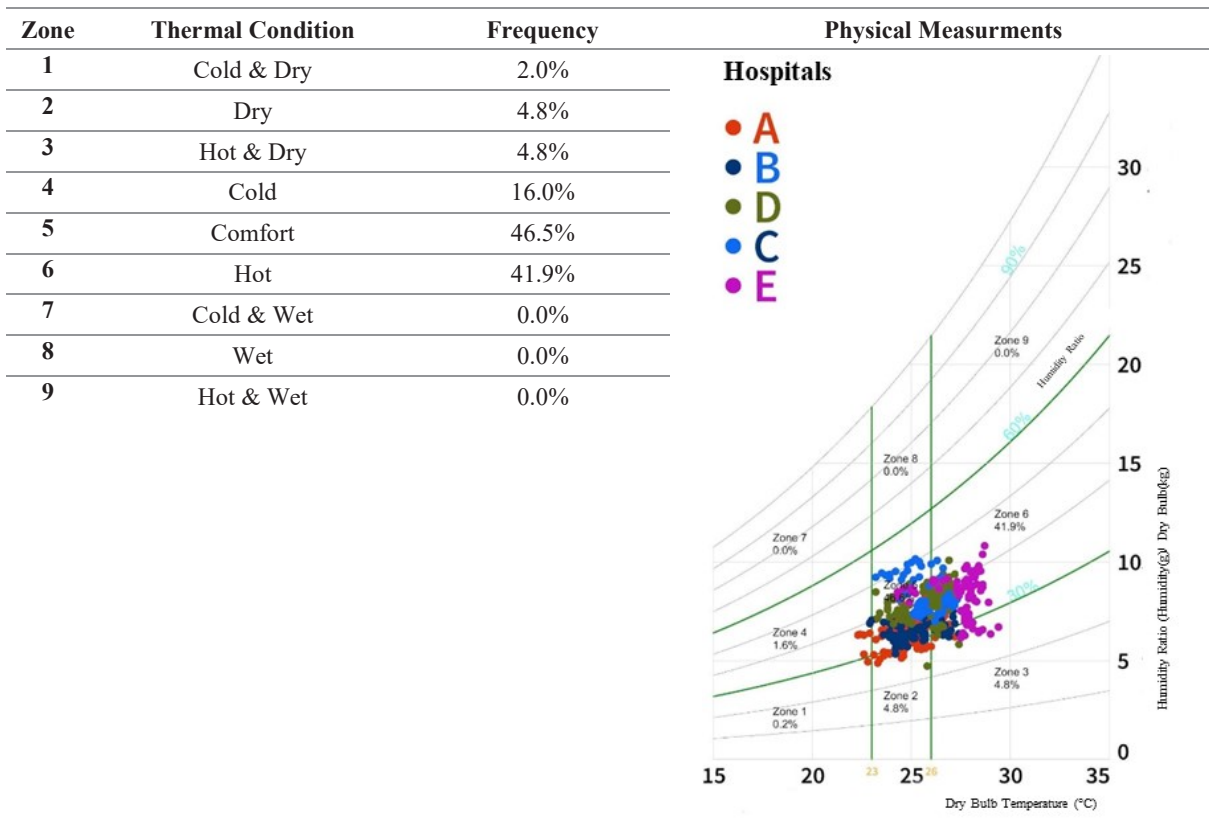 Zone Thermal Condition Frequency Physical Measurments
1 Cold & Dry 2.0%
2 Dry 4.8%
3 Hot & Dry 4.8%
4 Cold 16.0%
5 Comfort 46.5%
6 Hot 41.9%
7 Cold & Wet 0.0%
8 Wet 0.0%
9 Hot & Wet 0.0%
Hospitals
A
B
D
C
E
90%
60%
30%
Humidity Ratio
Zone 9
0.0%
Zone 8
0.0%
Zone 6
41.9%
Zone 7
0.0%
Zone 4
1.6%
Zone 3
4.8%
Zone 2
4.8%
Zone 1
0.2%
30
25
20
15
10
5
0
15 20 23 25 26 30 35
Dry Bulb Temperature (°C)
Humidity Ratio (Humidity(g)/ Dry Bulb(kg)